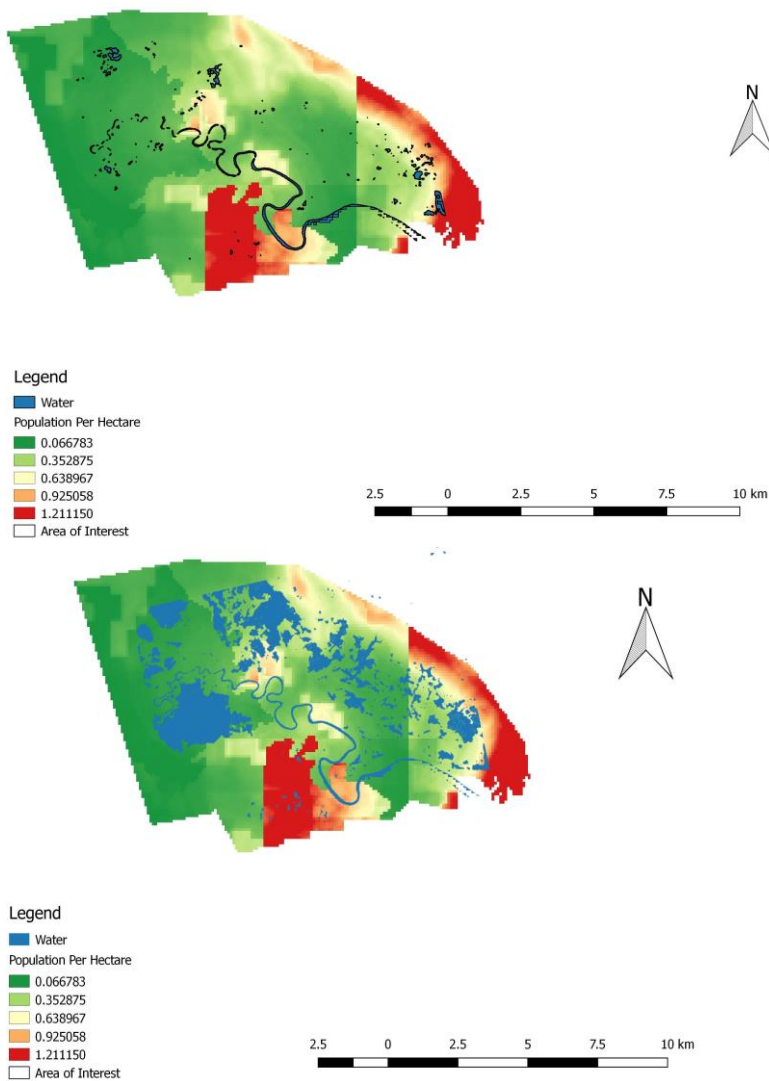 N
Legend
Water
Population Per Hectare
0.066783
0.352875
0.638967
0.925058
1.211150
Area of Interest
2.5 0 2.5 5 7.5 10 km
N
Legend
Water
Population Per Hectare
0.066783
0.352875
0.638967
0.925058
1.211150
Area of Interest
2.5 0 2.5 5 7.5 10 km